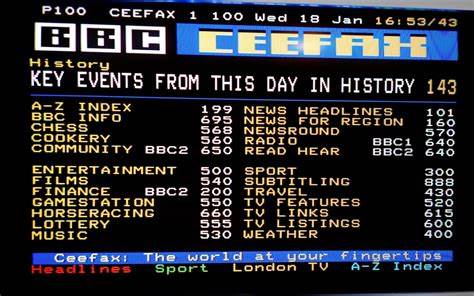 P100 CEEFAX 1 100 Wed 18 Jan 16:53/43
BBC CEEFAX
History
KEY EVENTS FROM THIS DAY IN HISTORY 143
A-Z INDEX 199 NEWS HEADLINES 101
BBC INFO 695 NEWS FOR REGION 160
CHESS 568 NEWSROUND 570
COOKERY 560 RADIO BBC1 640
COMMUNITY BBC2 650 READ HEAR BBC2 640
ENTERTAINMENT 500 SPORT 300
FILMS 540 SUBTITLING 888
FINANCE BBC2 200 TRAVEL 430
GAMESTATION 550 TV FEATURES 520
HORSERACING 660 TV LINKS 615
LOTTERY 555 TV LISTINGS 600
MUSIC 530 WEATHER 400
Ceefax: The world at your fingertips
Headlines Sport London TV A-Z Index